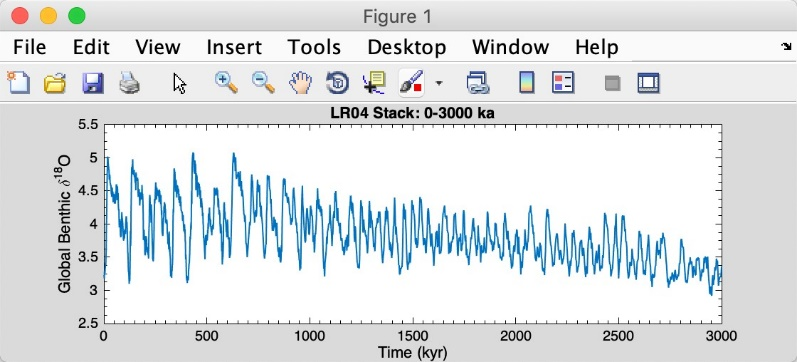 Figure 1
File Edit View Insert Tools Desktop Window Help
LR04 Stack: 0-3000 ka
5.5
5
4.5
4
3.5
3
2.5
Global Benthic δ¹⁸O
0 500 1000 1500 2000 2500 3000
Time (kyr)